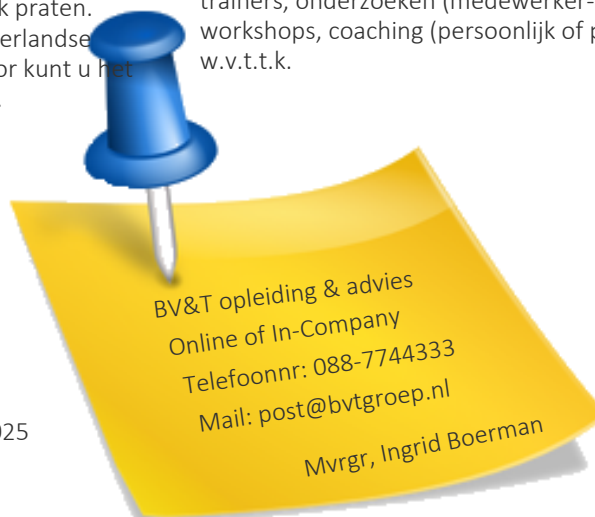 k praten.
erlandse
or kunt u het
trainers, onderzoeken (medewerker-
workshops, coaching (persoonlijk of p
w.v.t.t.k.
BV&T opleiding & advies
Online of In-Company
Telefoonnr: 088-7744333
Mail: post@bvtgroep.nl
Mvrgr, Ingrid Boerman
025